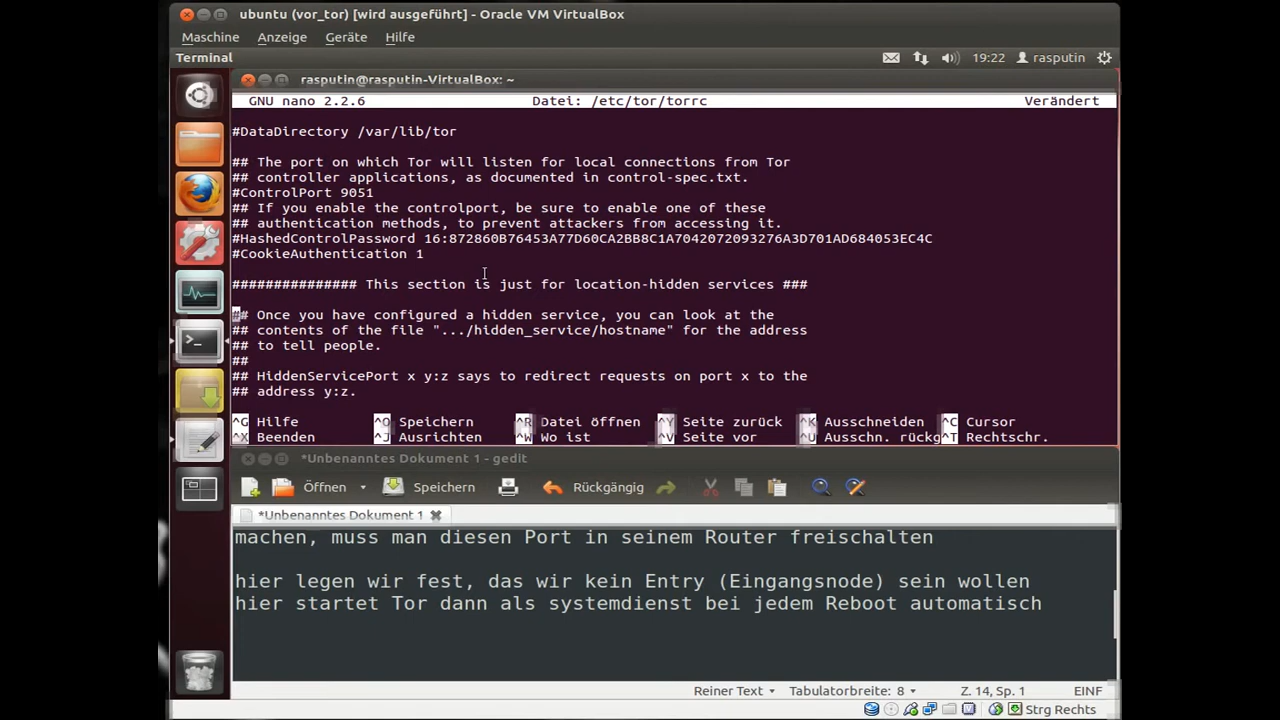 ubuntu (vor_tor) [wird ausgeführt] - Oracle VM VirtualBox
Maschine Anzeige Geräte Hilfe
Terminal 19:22 rasputin
rasputin@rasputin-VirtualBox: ~
GNU nano 2.2.6 Datei: /etc/tor/torrc Verändert
#DataDirectory /var/lib/tor
## The port on which Tor will listen for local connections from Tor
## controller applications, as documented in control-spec.txt.
#ControlPort 9051
## If you enable the controlport, be sure to enable one of these
## authentication methods, to prevent attackers from accessing it.
#HashedControlPassword 16:872860B76453A77D60CA2BB8C1A7042072093276A3D701AD684053EC4C
#CookieAuthentication 1
############### This section is just for location-hidden services ###
## Once you have configured a hidden service, you can look at the
## contents of the file ".../hidden_service/hostname" for the address
## to tell people.
##
## HiddenServicePort x y:z says to redirect requests on port x to the
## address y:z.
^G Hilfe ^O Speichern ^R Datei öffnen ^Y Seite zurück ^K Ausschneiden ^C Cursor
^X Beenden ^J Ausrichten ^W Wo ist ^V Seite vor ^U Ausschn. rückg ^T Rechtschr.
*Unbenanntes Dokument 1 - gedit
Öffnen Speichern Rückgängig
*Unbenanntes Dokument 1
machen, muss man diesen Port in seinem Router freischalten
hier legen wir fest, das wir kein Entry (Eingangsnode) sein wollen
hier startet Tor dann als systemdienst bei jedem Reboot automatisch
Reiner Text Tabulatorbreite: 8 Z. 14, Sp. 1 EINF
Strg Rechts